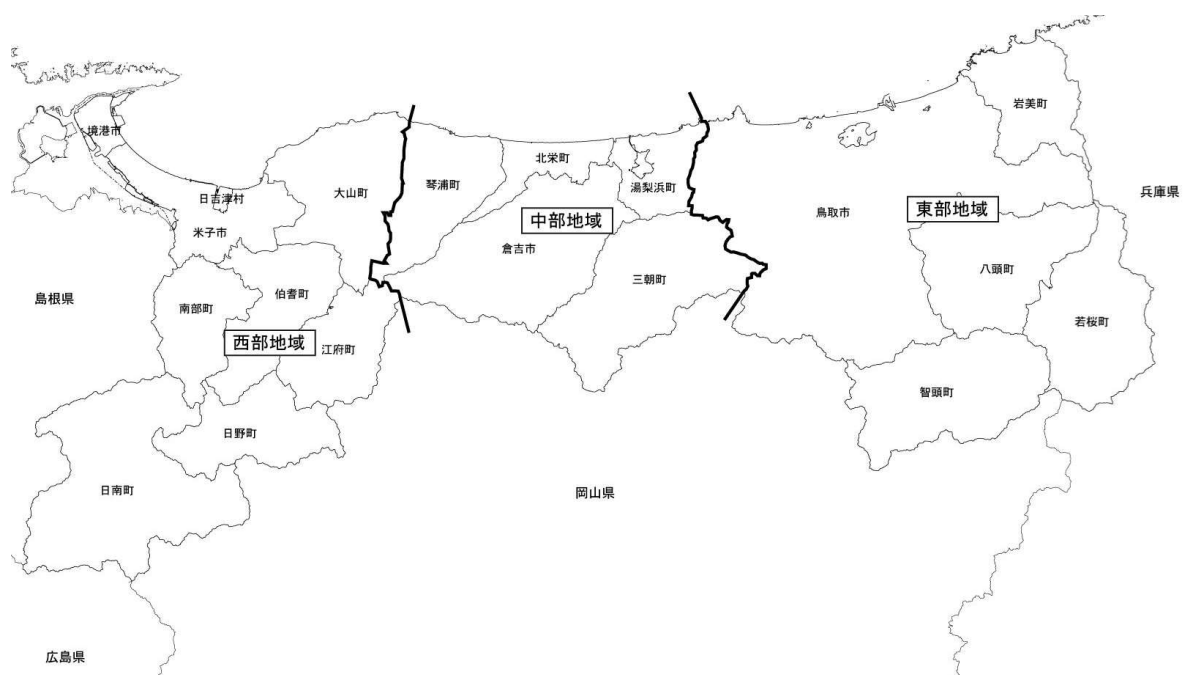 岩美町
境港市
北栄町
琴浦町
湯梨浜町
大山町
日吉津村
兵庫県
東部地域
鳥取市
中部地域
米子市
倉吉市
八頭町
三朝町
伯耆町
島根県
南部町
若桜町
西部地域
江府町
智頭町
日野町
日南町
岡山県
広島県